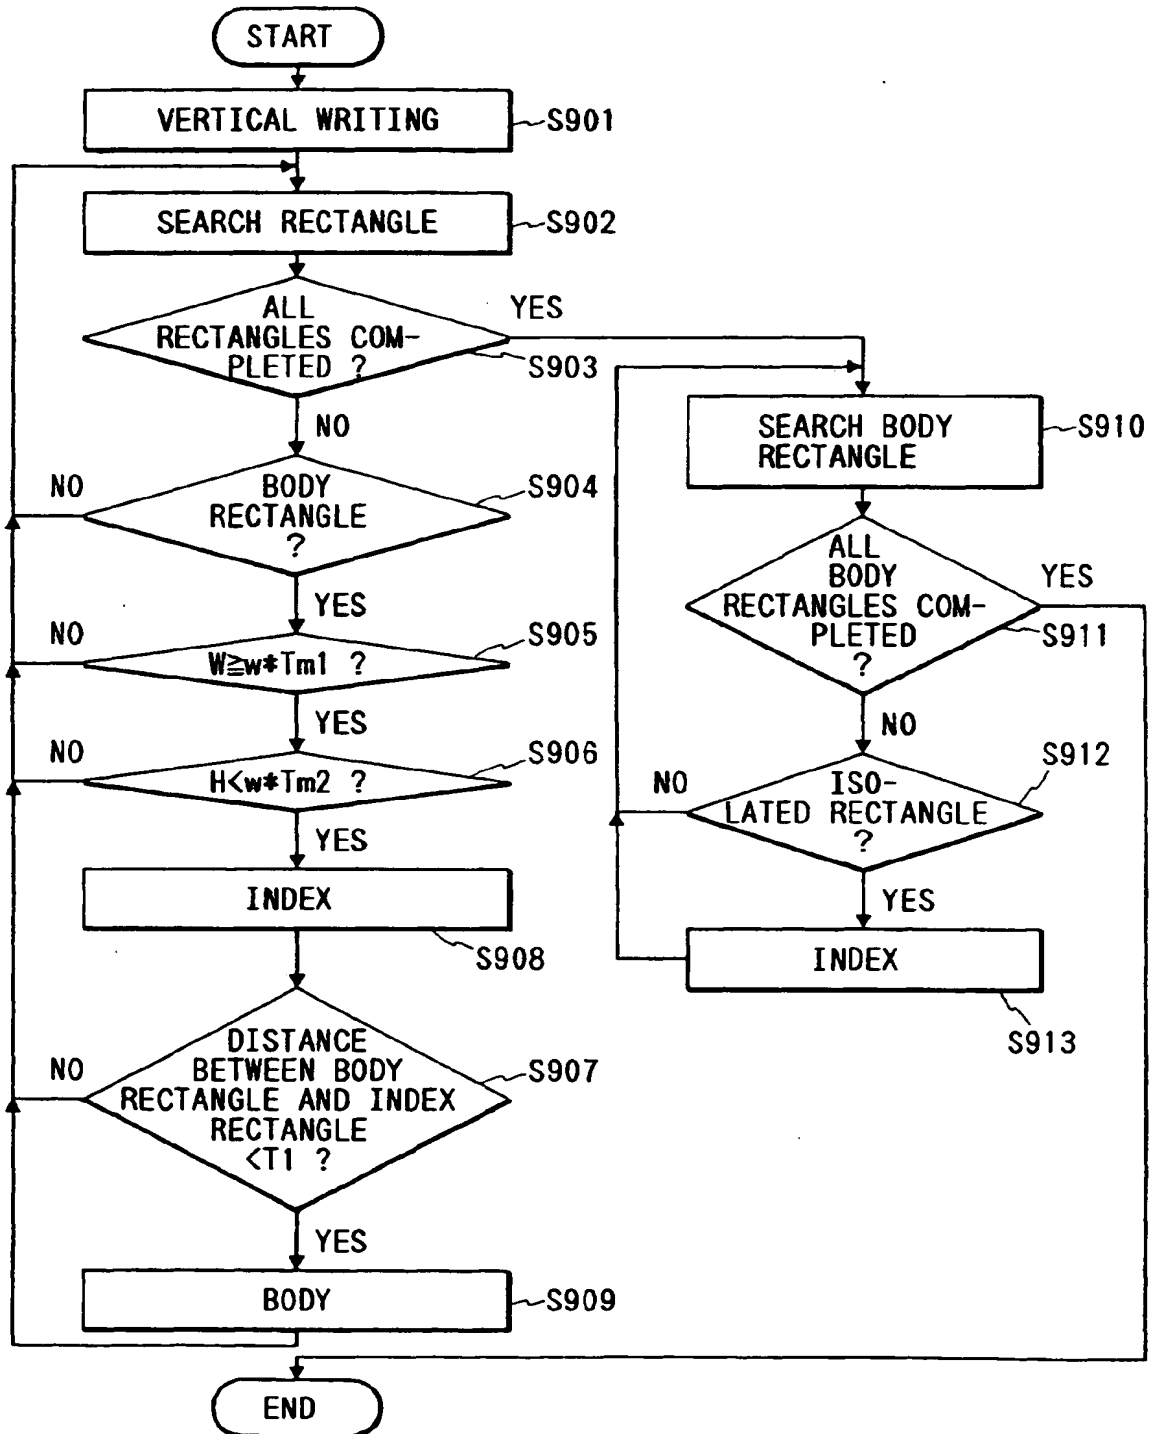 START
VERTICAL WRITING
S901
SEARCH RECTANGLE
S902
ALL
RECTANGLES COM-
PLETED ?
S903
YES
NO
BODY
RECTANGLE
?
S904
NO
YES
W≧w*Tm1 ?
S905
NO
YES
H<w*Tm2 ?
S906
NO
YES
INDEX
S908
DISTANCE
BETWEEN BODY
RECTANGLE AND INDEX
RECTANGLE
<T1 ?
S907
NO
YES
BODY
S909
END
SEARCH BODY
RECTANGLE
S910
ALL
BODY
RECTANGLES COM-
PLETED
?
S911
YES
NO
ISO-
LATED RECTANGLE
?
S912
NO
YES
INDEX
S913